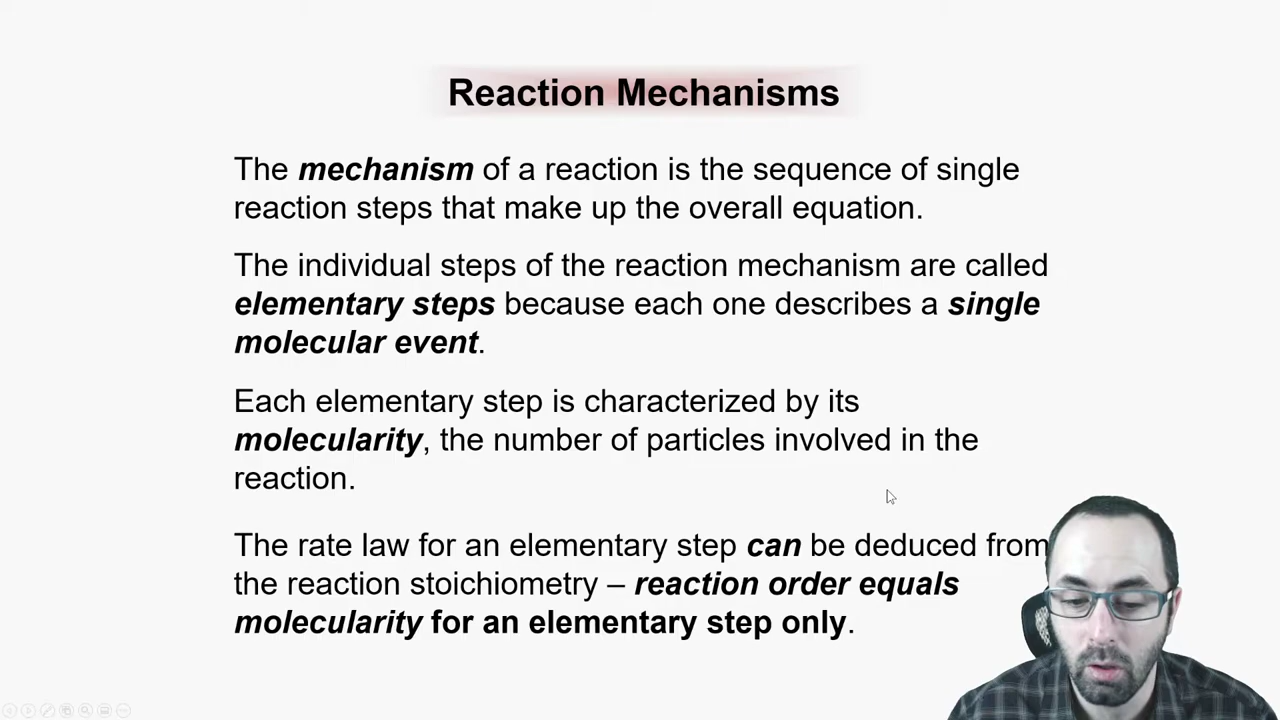 Reaction Mechanisms
The mechanism of a reaction is the sequence of single
reaction steps that make up the overall equation.
The individual steps of the reaction mechanism are called
elementary steps because each one describes a single
molecular event.
Each elementary step is characterized by its
molecularity, the number of particles involved in the
reaction.
The rate law for an elementary step can be deduced from
the reaction stoichiometry – reaction order equals
molecularity for an elementary step only.